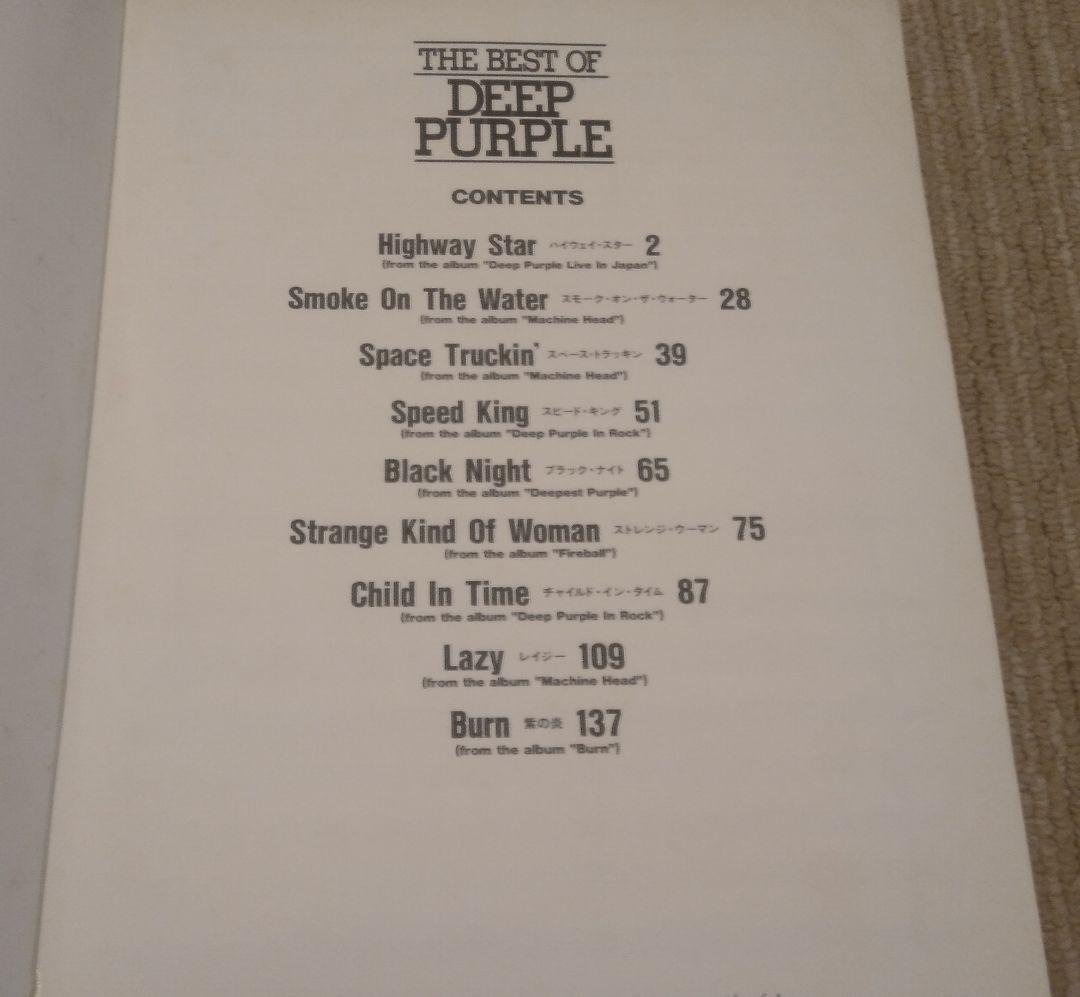 THE BEST OF
DEEP
PURPLE
CONTENTS
Highway Star ハイウェイ・スター 2
(from the album "Deep Purple Live In Japan")
Smoke On The Water スモーク・オン・ザ・ウォーター 28
(from the album "Machine Head")
Space Truckin' スペース・トラッキン 39
(from the album "Machine Head")
Speed King スピード・キング 51
(from the album "Deep Purple In Rock")
Black Night ブラック・ナイト 65
(from the album "Deepest Purple")
Strange Kind Of Woman ストレンジ・ウーマン 75
(from the album "Fireball")
Child In Time チャイルド・イン・タイム 87
(from the album "Deep Purple In Rock")
Lazy レイジー 109
(from the album "Machine Head")
Burn 紫の炎 137
(from the album "Burn")